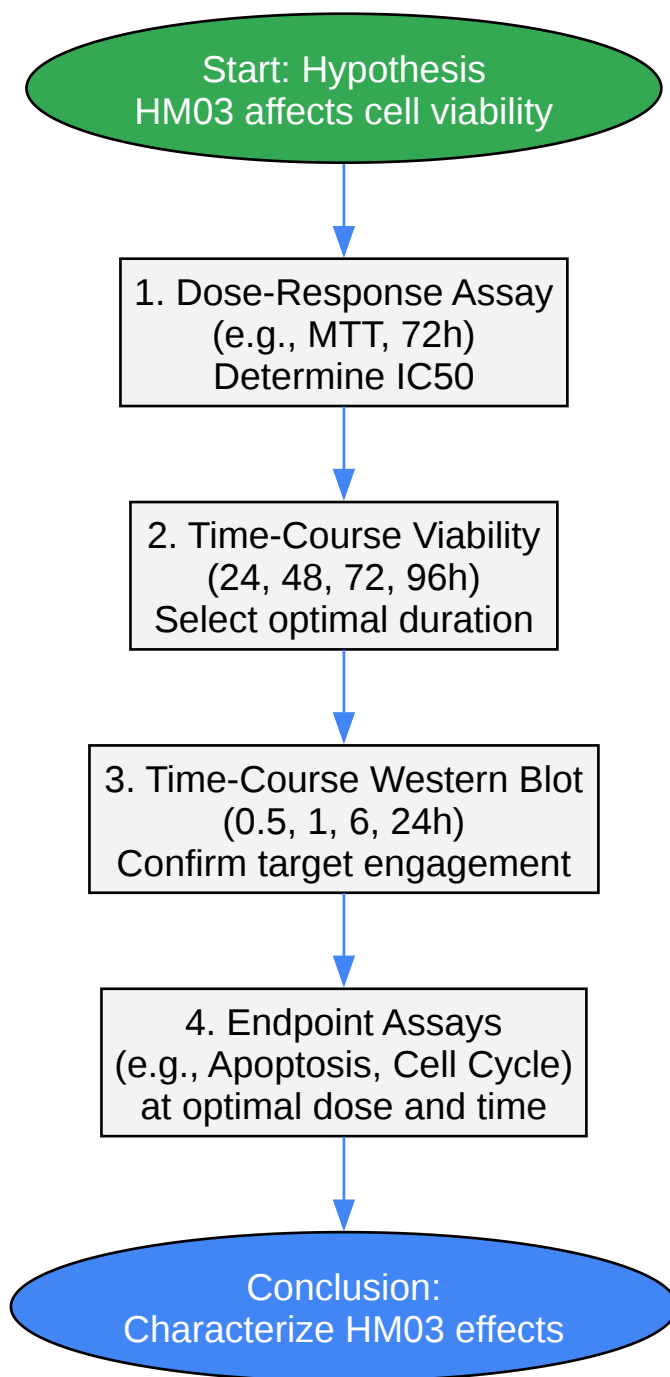 Start: Hypothesis
HM03 affects cell viability
1. Dose-Response Assay
(e.g., MTT, 72h)
Determine IC50
2. Time-Course Viability
(24, 48, 72, 96h)
Select optimal duration
3. Time-Course Western Blot
(0.5, 1, 6, 24h)
Confirm target engagement
4. Endpoint Assays
(e.g., Apoptosis, Cell Cycle)
at optimal dose and time
Conclusion:
Characterize HM03 effects